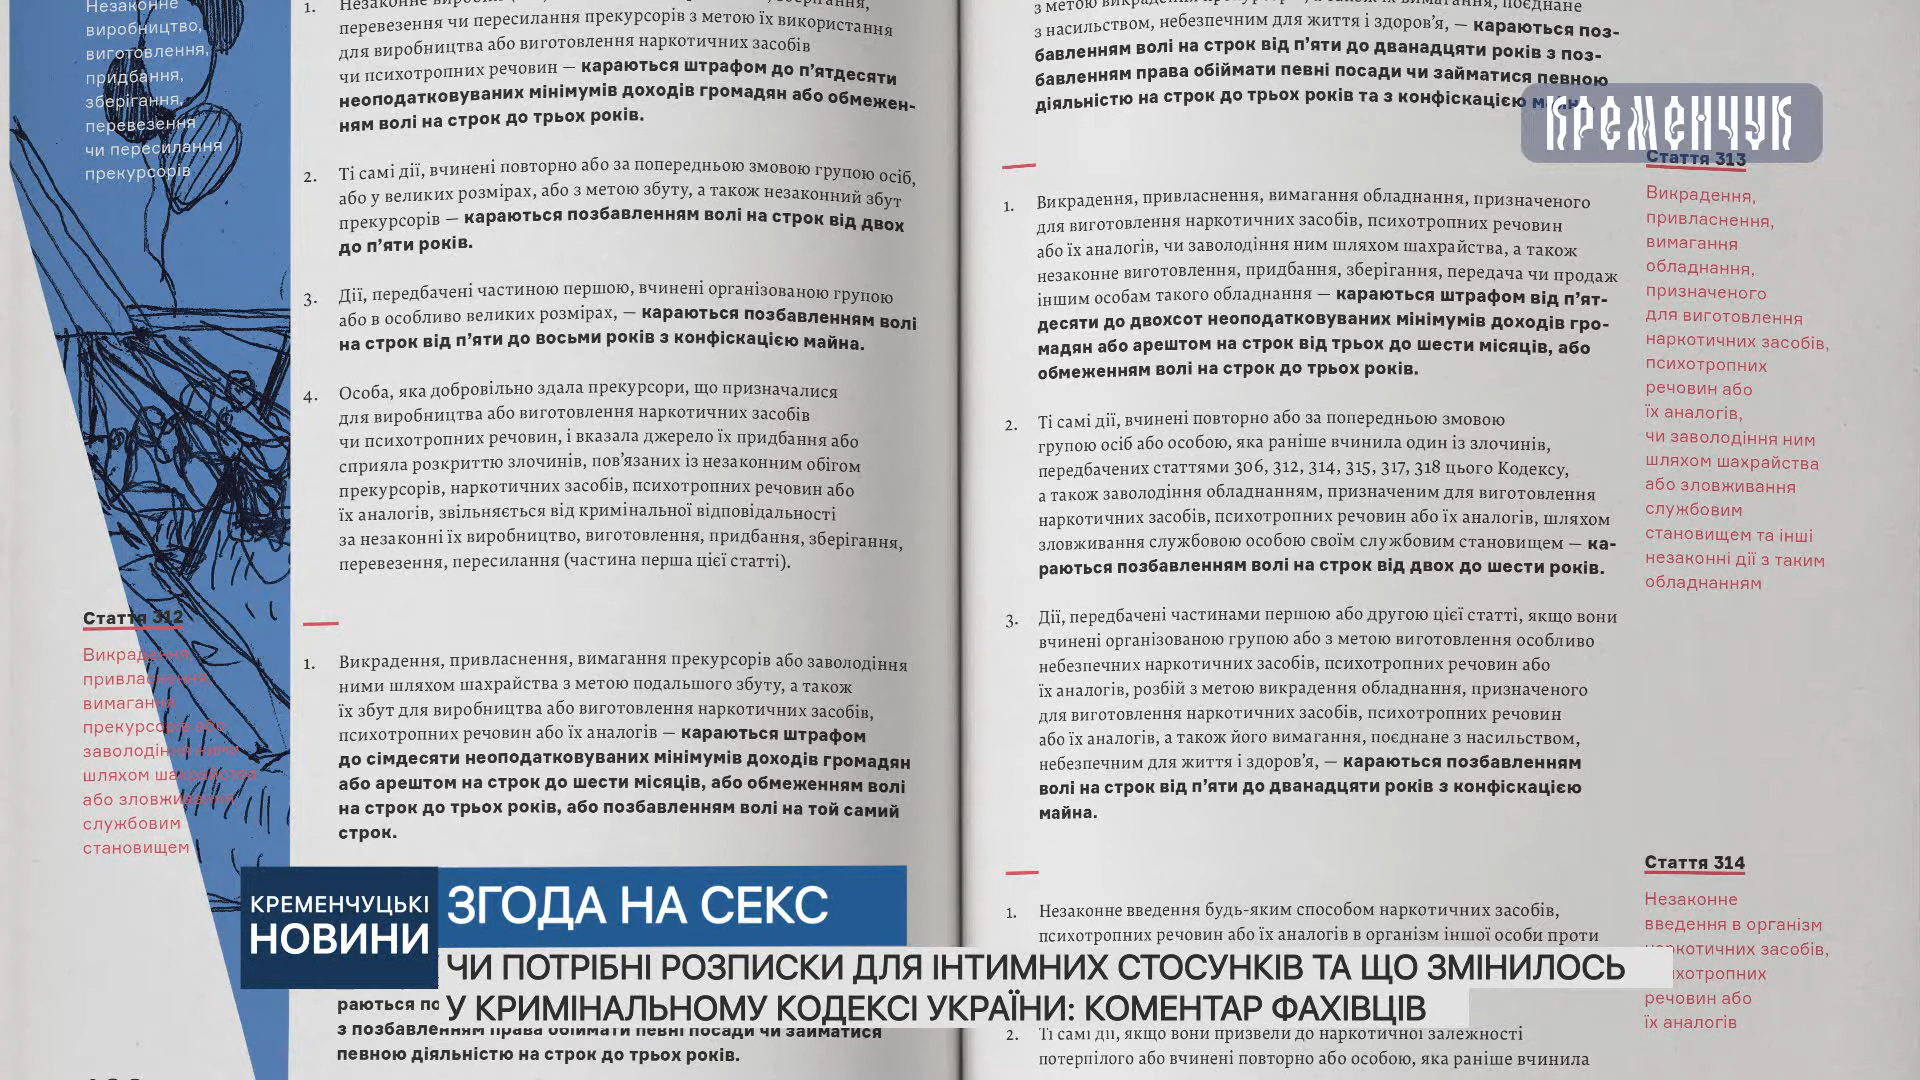 Незаконне
виробництво,
виготовлення,
придбання,
зберігання,
перевезення
чи пересилання
прекурсорів
1. Незаконне
перевезення чи пересилання прекурсорів з метою їх використання
для виробництва або виготовлення наркотичних засобів
чи психотропних речовин — караються штрафом до п’ятдесяти
неоподатковуваних мінімумів доходів громадян або обмежен-
ням волі на строк до трьох років.
2. Ті самі дії, вчинені повторно або за попередньою змовою групою осіб,
або у великих розмірах, або з метою збуту, а також незаконний збут
прекурсорів — караються позбавленням волі на строк від двох
до п’яти років.
3. Дії, передбачені частиною першою, вчинені організованою групою
або в особливо великих розмірах, — караються позбавленням волі
на строк від п’яти до восьми років з конфіскацією майна.
4. Особа, яка добровільно здала прекурсори, що призначалися
для виробництва або виготовлення наркотичних засобів
чи психотропних речовин, і вказала джерело їх придбання або
сприяла розкриттю злочинів, пов’язаних із незаконним обігом
прекурсорів, наркотичних засобів, психотропних речовин або
їх аналогів, звільняється від кримінальної відповідальності
за незаконні їх виробництво, виготовлення, придбання, зберігання,
перевезення, пересилання (частина перша цієї статті).
Стаття 312
Викрадення,
привласнення,
вимагання
прекурсорів або
заволодіння ними
шляхом шахрайства
або зловживання
службовим
становищем
1. Викрадення, привласнення, вимагання прекурсорів або заволодіння
ними шляхом шахрайства з метою подальшого збуту, а також
їх збут для виробництва або виготовлення наркотичних засобів,
психотропних речовин або їх аналогів — караються штрафом
до сімдесяти неоподатковуваних мінімумів доходів громадян
або арештом на строк до шести місяців, або обмеженням волі
на строк до трьох років, або позбавленням волі на той самий
строк.
раються по
з позбавленням права обіймати певні посади чи займатися
певною діяльністю на строк до трьох років.
з насильством, небезпечним для життя і здоров’я, — караються поз-
бавленням волі на строк від п’яти до дванадцяти років з поз-
бавленням права обіймати певні посади чи займатися певною
діяльністю на строк до трьох років та з конфіскацією майна.
КРЕМЕНЧУК
Стаття 313
Викрадення,
привласнення,
вимагання
обладнання,
призначеного
для виготовлення
наркотичних засобів,
психотропних
речовин або
їх аналогів,
чи заволодіння ним
шляхом шахрайства
або зловживання
службовим
становищем та інші
незаконні дії з таким
обладнанням
1. Викрадення, привласнення, вимагання обладнання, призначеного
для виготовлення наркотичних засобів, психотропних речовин
або їх аналогів, чи заволодіння ним шляхом шахрайства, а також
незаконне виготовлення, придбання, зберігання, передача чи продаж
іншим особам такого обладнання — караються штрафом від п’ят-
десяти до двохсот неоподатковуваних мінімумів доходів гро-
мадян або арештом на строк від трьох до шести місяців, або
обмеженням волі на строк до трьох років.
2. Ті самі дії, вчинені повторно або за попередньою змовою
групою осіб або особою, яка раніше вчинила один із злочинів,
передбачених статтями 306, 312, 314, 315, 317, 318 цього Кодексу,
а також заволодіння обладнанням, призначеним для виготовлення
наркотичних засобів, психотропних речовин або їх аналогів, шляхом
зловживання службовою особою своїм службовим становищем — ка-
раються позбавленням волі на строк від двох до шести років.
3. Дії, передбачені частинами першою або другою цієї статті, якщо вони
вчинені організованою групою або з метою виготовлення особливо
небезпечних наркотичних засобів, психотропних речовин або
їх аналогів, розбій з метою викрадення обладнання, призначеного
для виготовлення наркотичних засобів, психотропних речовин
або їх аналогів, а також його вимагання, поєднане з насильством,
небезпечним для життя і здоров’я, — караються позбавленням
волі на строк від п’яти до дванадцяти років з конфіскацією
майна.
Стаття 314
Незаконне
введення в організм
наркотичних засобів,
психотропних
речовин або
їх аналогів
1. Незаконне введення будь-яким способом наркотичних засобів,
психотропних речовин або їх аналогів в організм іншої особи проти
2. Ті самі дії, якщо вони призвели до наркотичної залежності
потерпілого або вчинені повторно або особою, яка раніше вчинила
КРЕМЕНЧУЦЬКІ
НОВИНИ
ЗГОДА НА СЕКС
ЧИ ПОТРІБНІ РОЗПИСКИ ДЛЯ ІНТИМНИХ СТОСУНКІВ ТА ЩО ЗМІНИЛОСЬ
У КРИМІНАЛЬНОМУ КОДЕКСІ УКРАЇНИ: КОМЕНТАР ФАХІВЦІВ